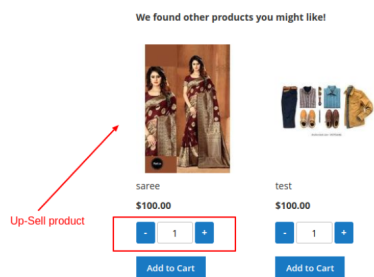 We found other products you might like!
saree
test
$100.00
$100.00
Up-Sell product
- 1 +
- 1 +
Add to Cart
Add to Cart